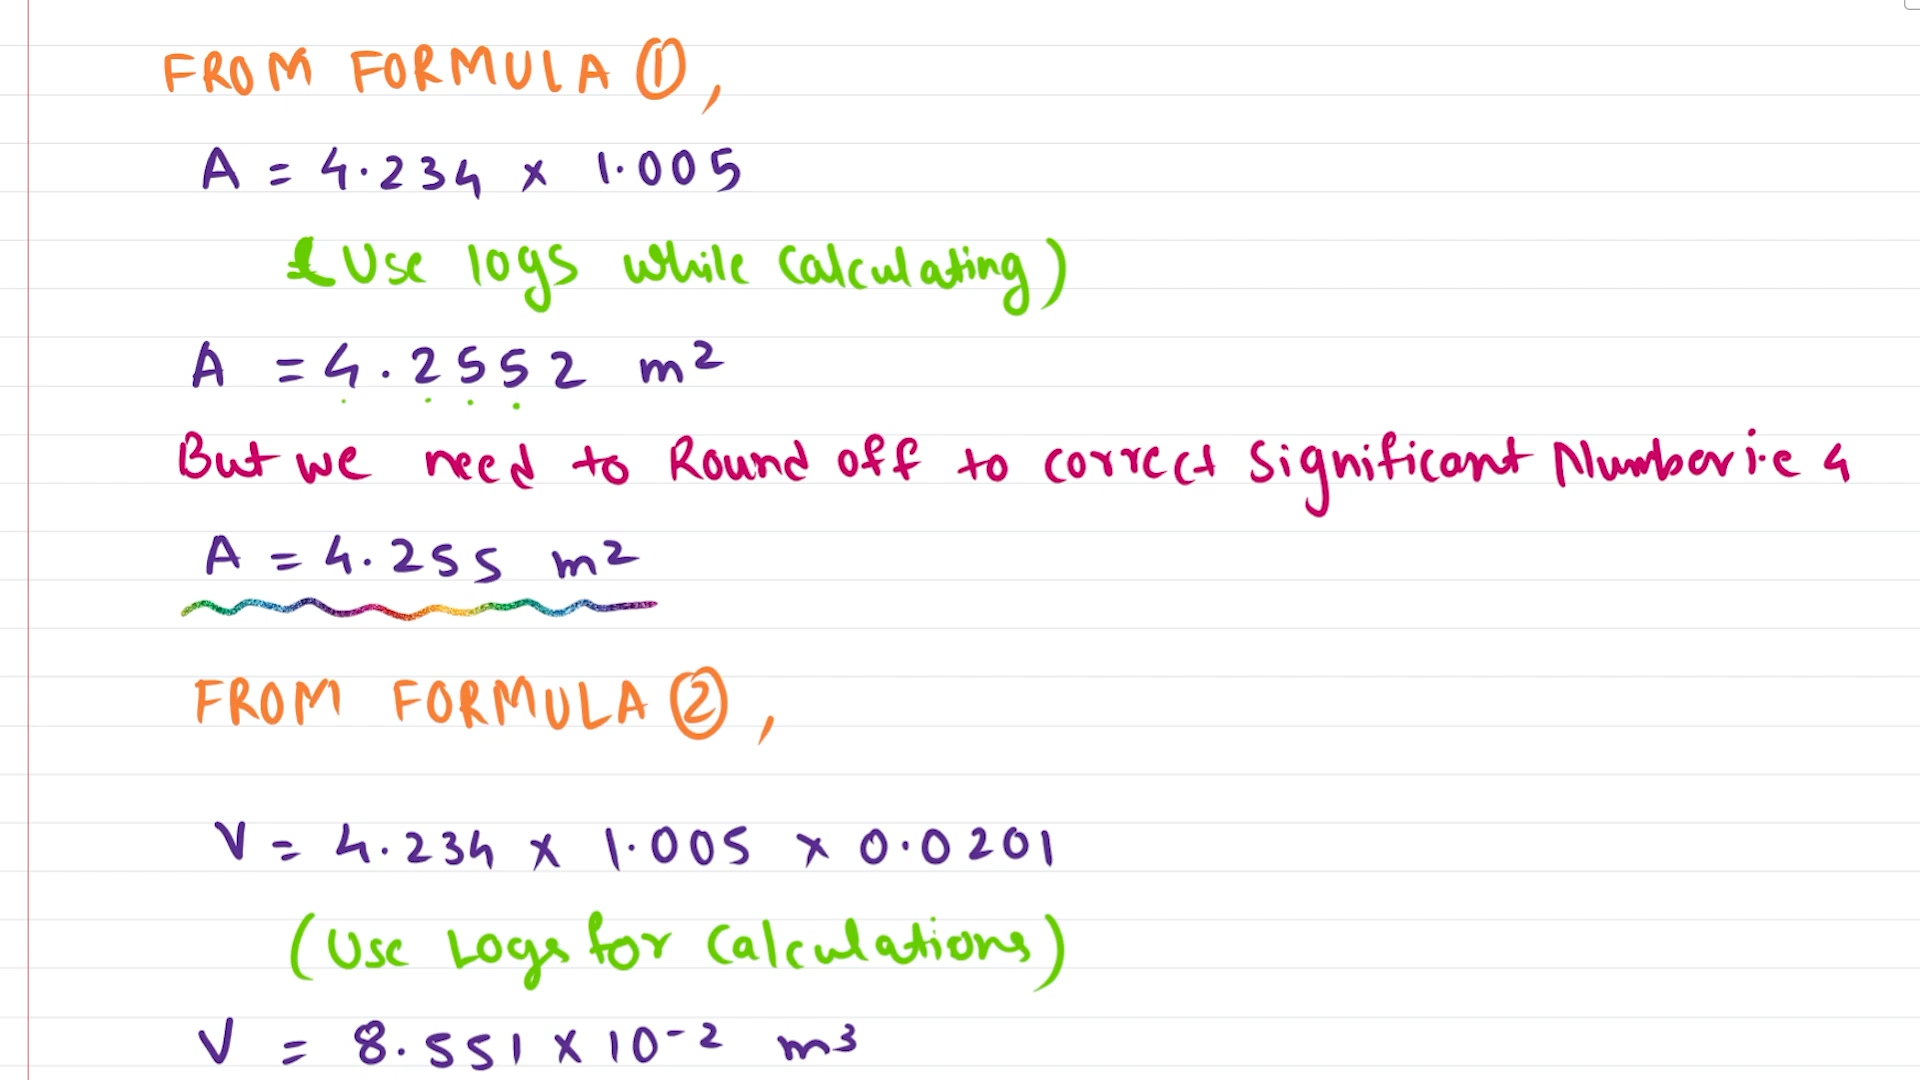 FROM FORMULA ①,
A = 4.234 × 1.005
(Use logs while Calculating)
A = 4.2552 m²
But we need to Round off to correct Significant Number i.e 4
A = 4.255 m²
FROM FORMULA ②,
V = 4.234 × 1.005 × 0.0201
(Use Logs for Calculations)
V = 8.551 × 10⁻² m³